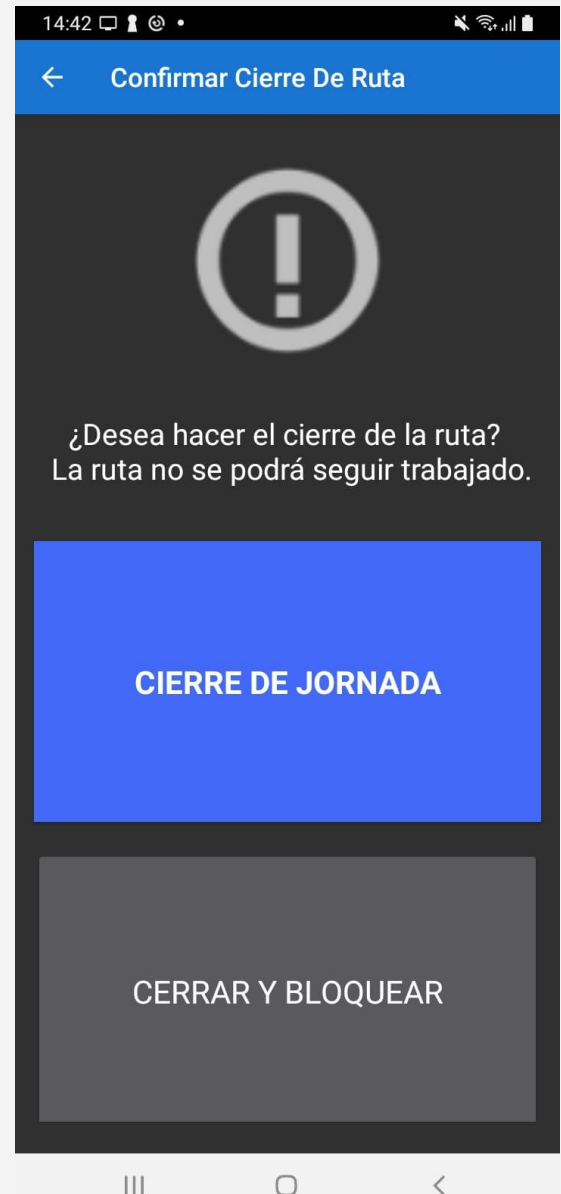 14:42
Confirmar Cierre De Ruta
¿Desea hacer el cierre de la ruta?
La ruta no se podrá seguir trabajado.
CIERRE DE JORNADA
CERRAR Y BLOQUEAR